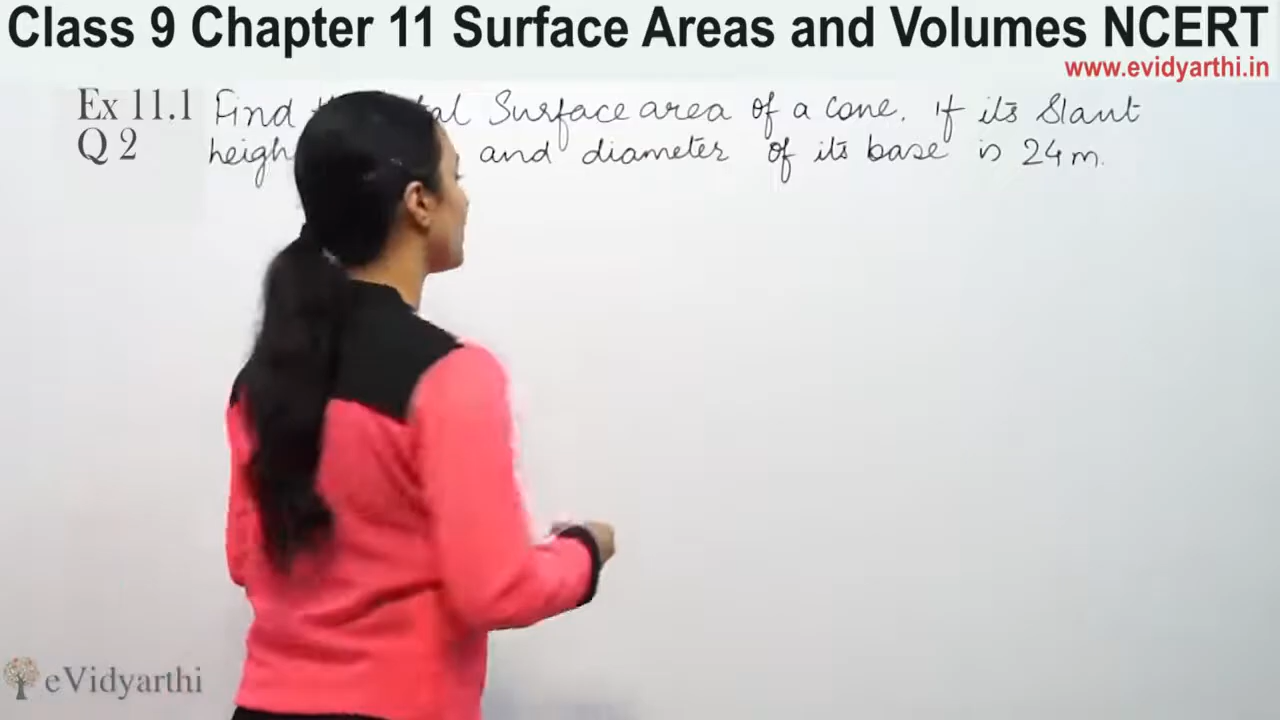 Class 9 Chapter 11 Surface Areas and Volumes NCERT
www.evidyarthi.in
Ex 11.1 Find Surface area of a cone. If its Slant
Q 2 and diameter of its base is 24 m.
eVidyarthi